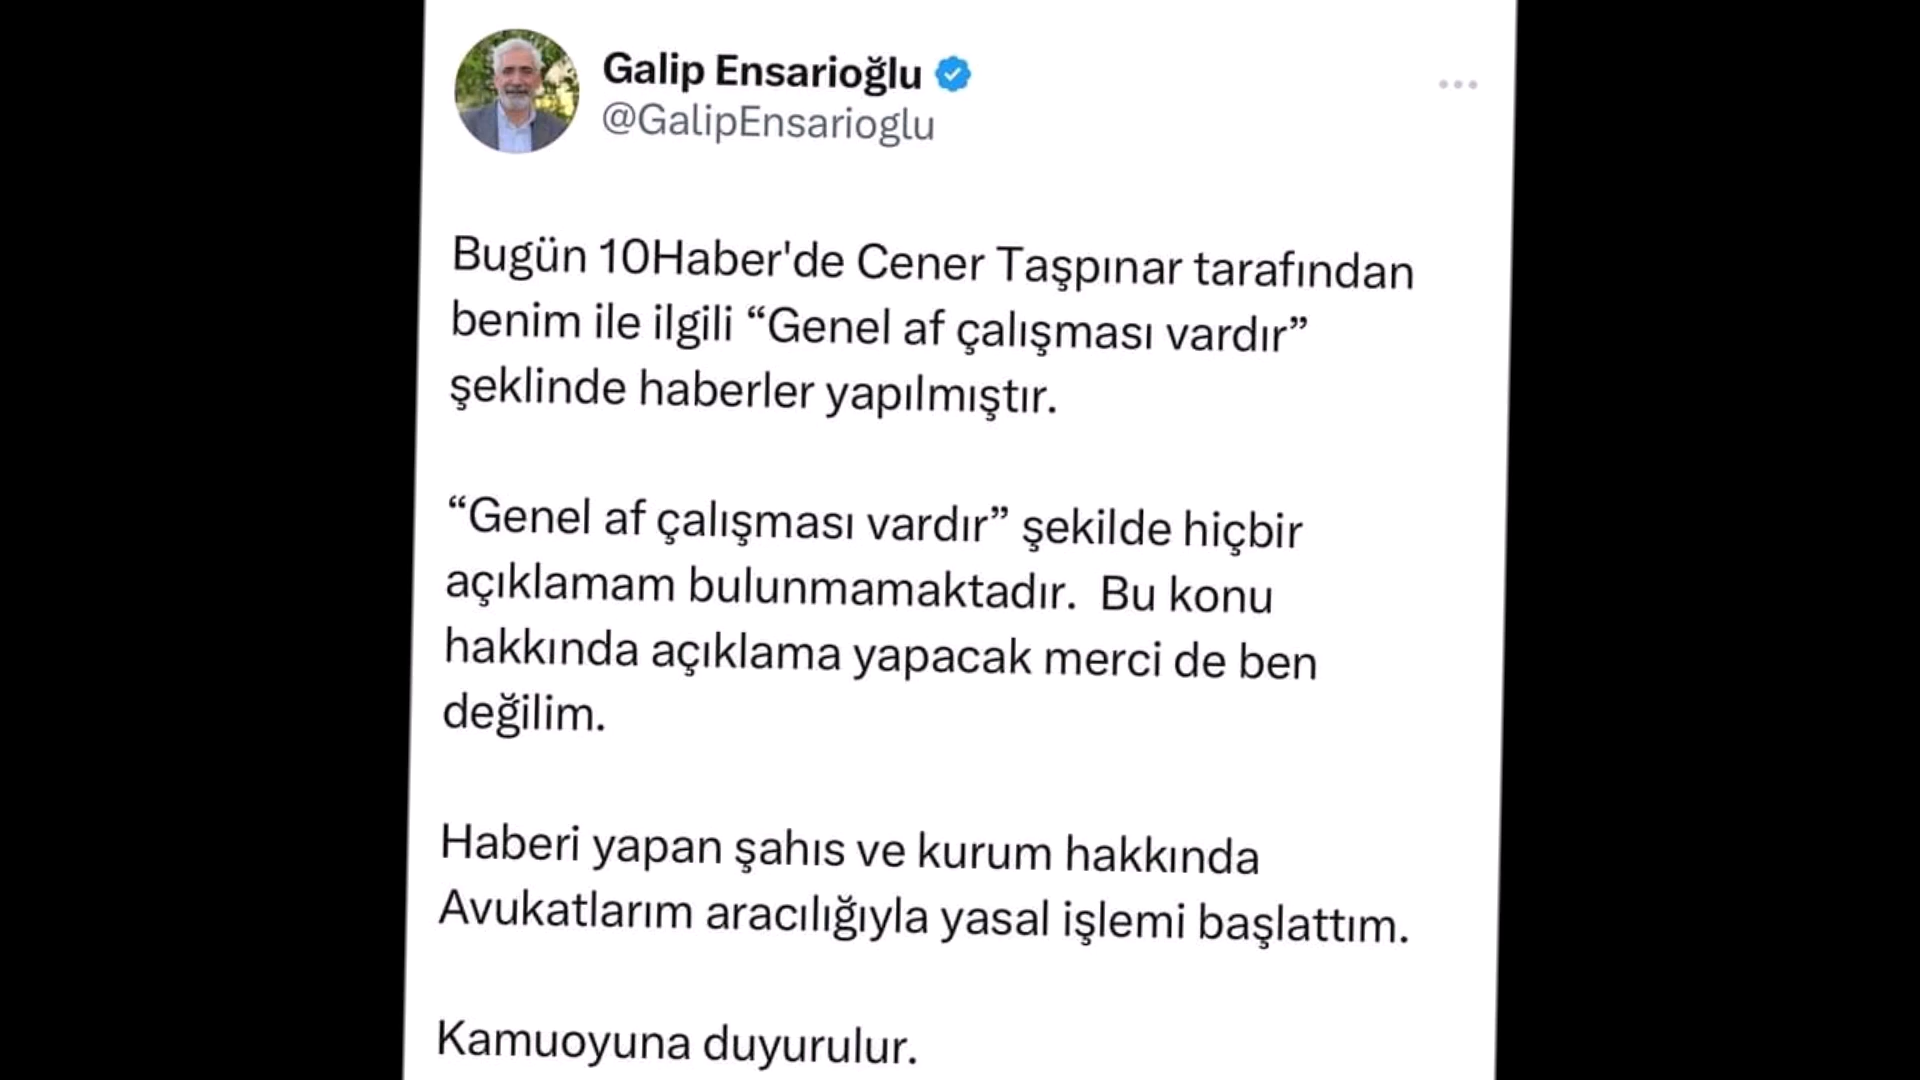 Galip Ensarioğlu
@GalipEnsarioglu
Bugün 10Haber'de Cener Taşpınar tarafından
benim ile ilgili “Genel af çalışması vardır”
şeklinde haberler yapılmıştır.
“Genel af çalışması vardır” şekilde hiçbir
açıklamam bulunmamaktadır.  Bu konu
hakkında açıklama yapacak merci de ben
değilim.
Haberi yapan şahıs ve kurum hakkında
Avukatlarım aracılığıyla yasal işlemi başlattım.
Kamuoyuna duyurulur.